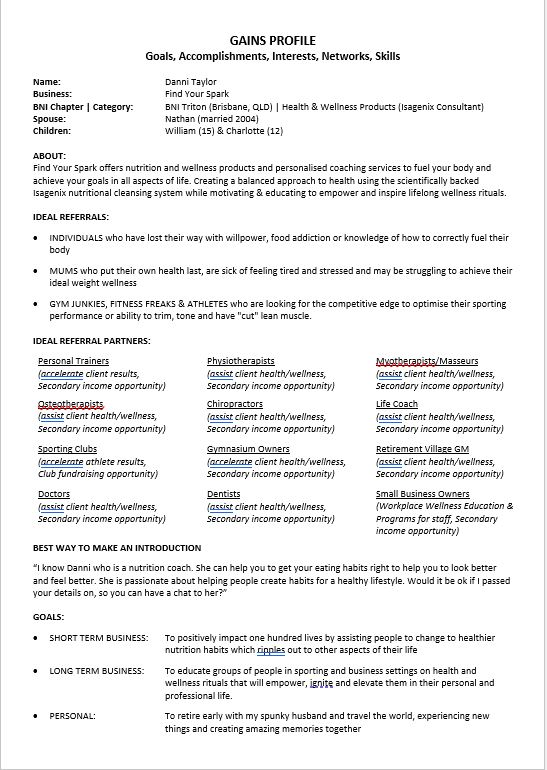 GAINS PROFILE
Goals, Accomplishments, Interests, Networks, Skills
Name: Danni Taylor
Business: Find Your Spark
BNI Chapter | Category: BNI Triton (Brisbane, QLD) | Health & Wellness Products (Isagenix Consultant)
Spouse: Nathan (married 2004)
Children: William (15) & Charlotte (12)
ABOUT:
Find Your Spark offers nutrition and wellness products and personalised coaching services to fuel your body and
achieve your goals in all aspects of life. Creating a balanced approach to health using the scientifically backed
Isagenix nutritional cleansing system while motivating & educating to empower and inspire lifelong wellness rituals.
IDEAL REFERRALS:
• INDIVIDUALS who have lost their way with willpower, food addiction or knowledge of how to correctly fuel their
body
• MUMS who put their own health last, are sick of feeling tired and stressed and may be struggling to achieve their
ideal weight wellness
• GYM JUNKIES, FITNESS FREAKS & ATHLETES who are looking for the competitive edge to optimise their sporting
performance or ability to trim, tone and have "cut" lean muscle.
IDEAL REFERRAL PARTNERS:
Personal Trainers Physiotherapists Myotherapists/Masseurs
(accelerate client results, (assist client health/wellness, (assist client health/wellness,
Secondary income opportunity) Secondary income opportunity) Secondary income opportunity)
Osteotherapists Chiropractors Life Coach
(assist client health/wellness, (assist client health/wellness, (assist client health/wellness,
Secondary income opportunity) Secondary income opportunity) Secondary income opportunity)
Sporting Clubs Gymnasium Owners Retirement Village GM
(accelerate athlete results, (accelerate client health/wellness, (assist client health/wellness,
Club fundraising opportunity) Secondary income opportunity) Secondary income opportunity)
Doctors Dentists Small Business Owners
(assist client health/wellness, (assist client health/wellness, (Workplace Wellness Education &
Secondary income opportunity) Secondary income opportunity) Programs for staff, Secondary
income opportunity)
BEST WAY TO MAKE AN INTRODUCTION
“I know Danni who is a nutrition coach. She can help you to get your eating habits right to help you to look better
and feel better. She is passionate about helping people create habits for a healthy lifestyle. Would it be ok if I passed
your details on, so you can have a chat to her?”
GOALS:
• SHORT TERM BUSINESS: To positively impact one hundred lives by assisting people to change to healthier
nutrition habits which ripples out to other aspects of their life
• LONG TERM BUSINESS: To educate groups of people in sporting and business settings on health and
wellness rituals that will empower, ignite and elevate them in their personal and
professional life.
• PERSONAL: To retire early with my spunky husband and travel the world, experiencing new
things and creating amazing memories together